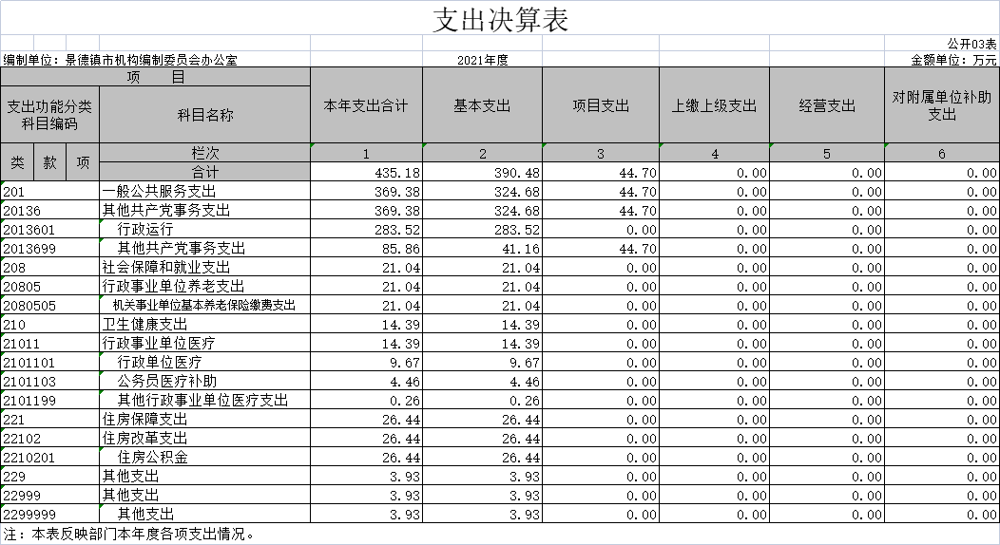 支出决算表
公开03表
编制单位：景德镇市机构编制委员会办公室 2021年度 金额单位：万元
项 目 本年支出合计 基本支出 项目支出 上缴上级支出 经营支出 对附属单位补助支出
支出功能分类科目编码 科目名称
类 款 项 栏次 1 2 3 4 5 6
合计 435.18 390.48 44.70 0.00 0.00 0.00
201 一般公共服务支出 369.38 324.68 44.70 0.00 0.00 0.00
20136 其他共产党事务支出 369.38 324.68 44.70 0.00 0.00 0.00
2013601 行政运行 283.52 283.52 0.00 0.00 0.00 0.00
2013699 其他共产党事务支出 85.86 41.16 44.70 0.00 0.00 0.00
208 社会保障和就业支出 21.04 21.04 0.00 0.00 0.00 0.00
20805 行政事业单位养老支出 21.04 21.04 0.00 0.00 0.00 0.00
2080505 机关事业单位基本养老保险缴费支出 21.04 21.04 0.00 0.00 0.00 0.00
210 卫生健康支出 14.39 14.39 0.00 0.00 0.00 0.00
21011 行政事业单位医疗 14.39 14.39 0.00 0.00 0.00 0.00
2101101 行政单位医疗 9.67 9.67 0.00 0.00 0.00 0.00
2101103 公务员医疗补助 4.46 4.46 0.00 0.00 0.00 0.00
2101199 其他行政事业单位医疗支出 0.26 0.26 0.00 0.00 0.00 0.00
221 住房保障支出 26.44 26.44 0.00 0.00 0.00 0.00
22102 住房改革支出 26.44 26.44 0.00 0.00 0.00 0.00
2210201 住房公积金 26.44 26.44 0.00 0.00 0.00 0.00
229 其他支出 3.93 3.93 0.00 0.00 0.00 0.00
22999 其他支出 3.93 3.93 0.00 0.00 0.00 0.00
2299999 其他支出 3.93 3.93 0.00 0.00 0.00 0.00
注：本表反映部门本年度各项支出情况。